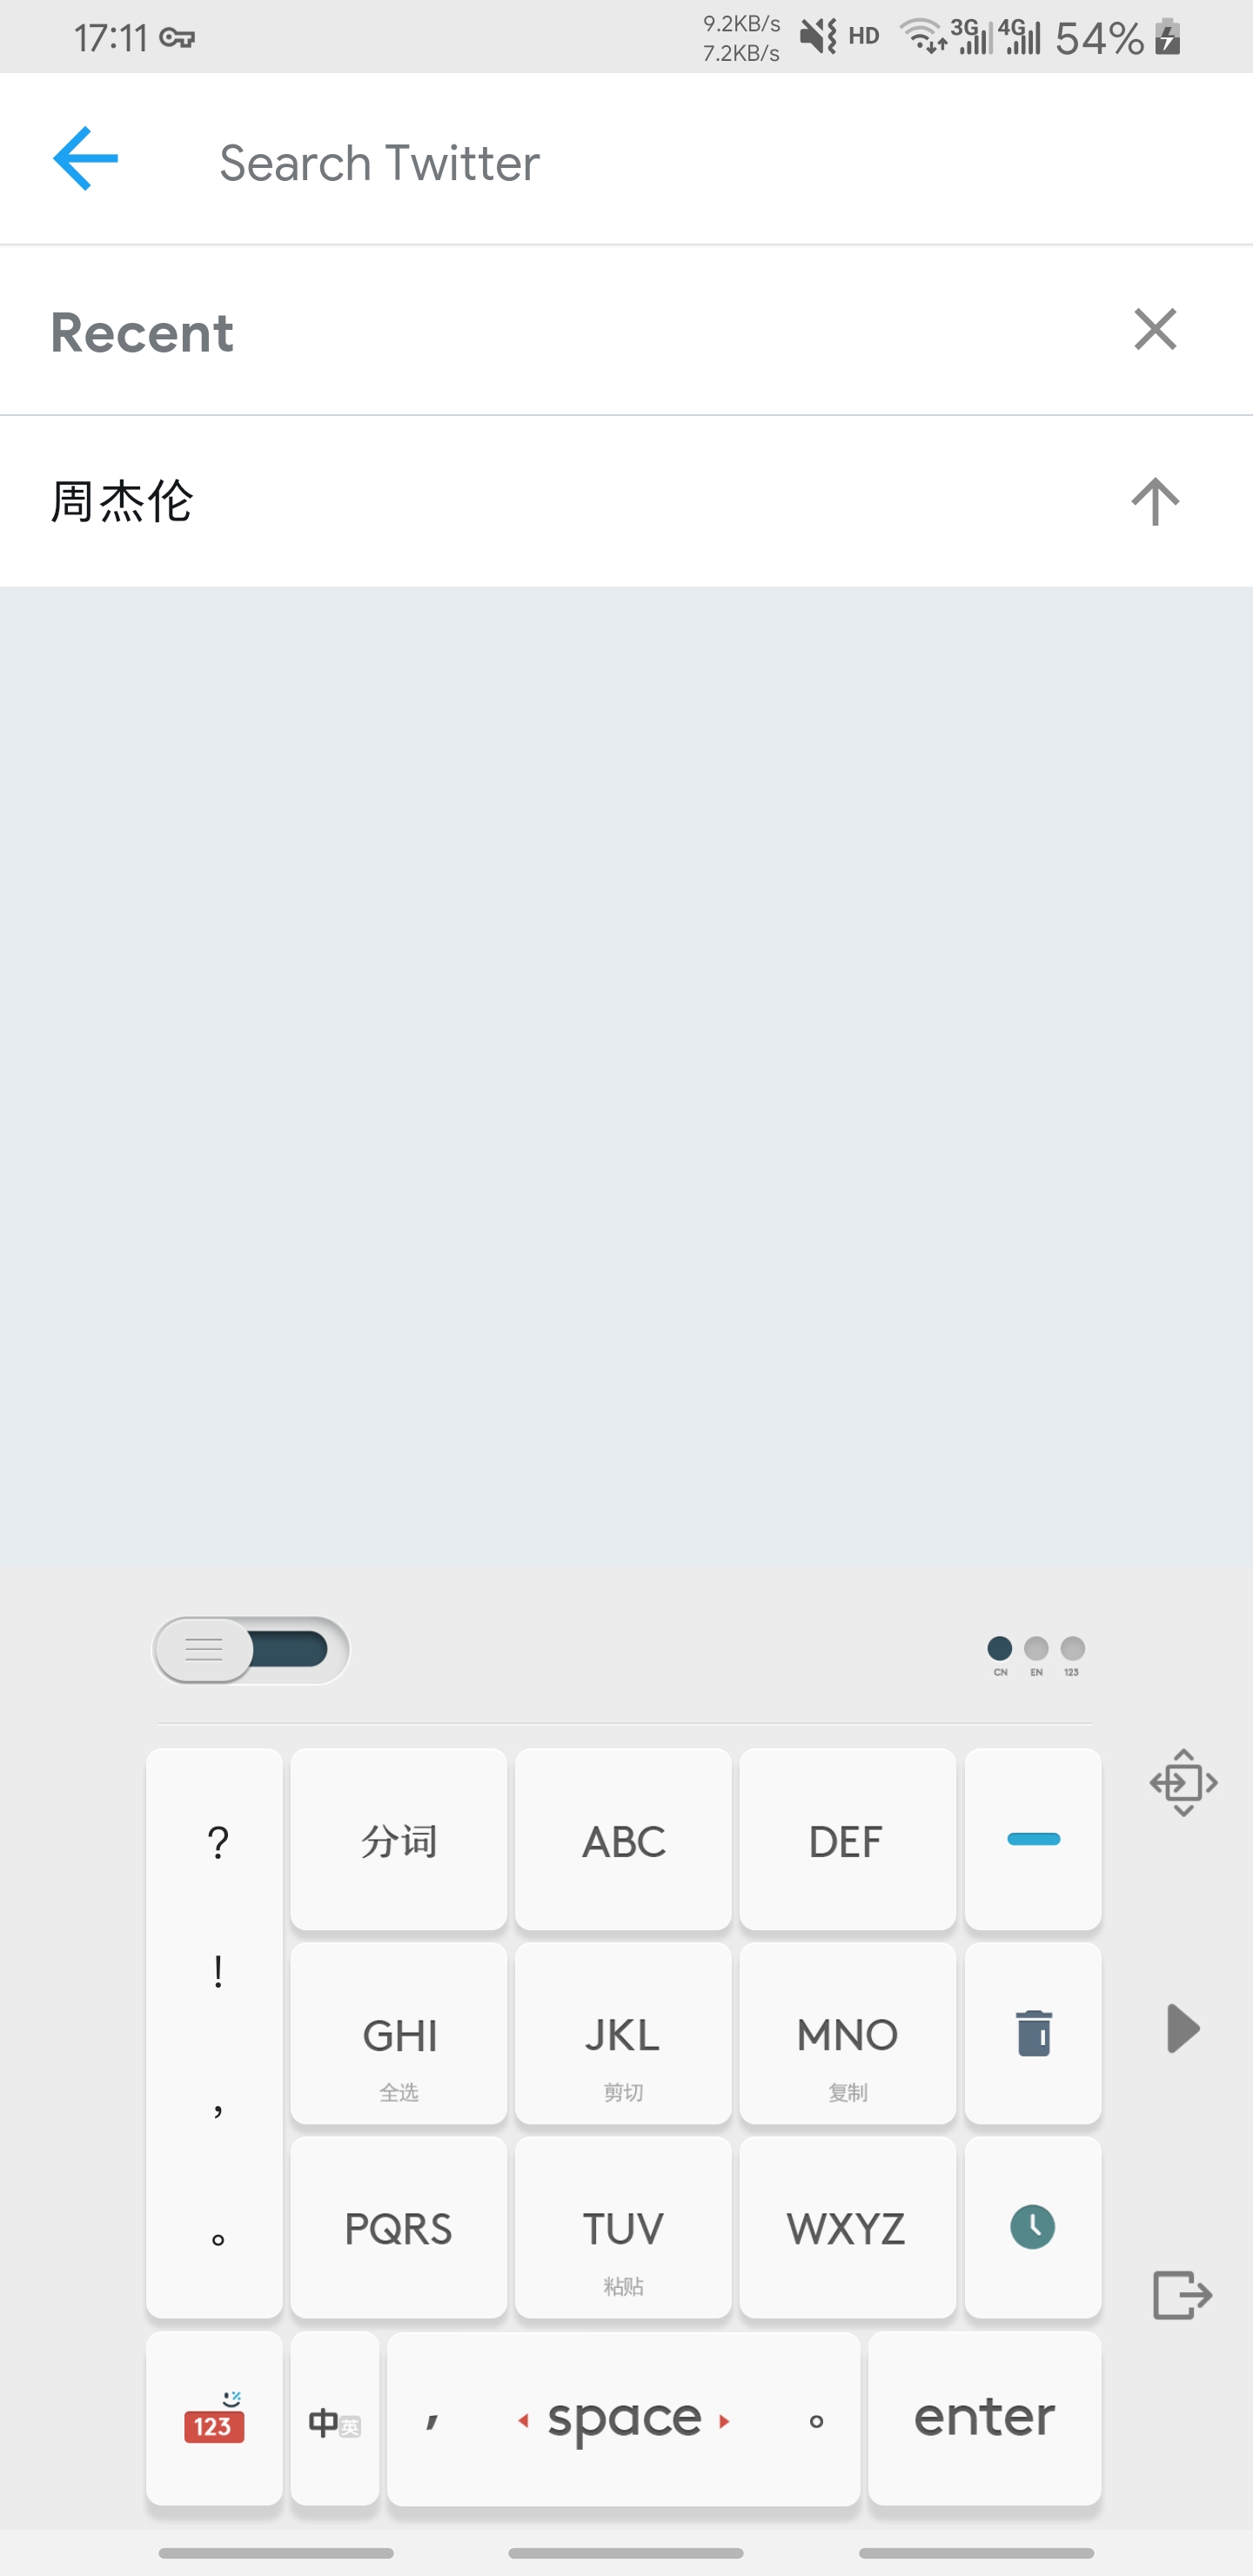 17:11 9.2KB/s HD 3G 4G 54%
7.2KB/s
Search Twitter
Recent
周杰伦
CN EN 123
? 分词 ABC DEF
! GHI JKL MNO
全选 剪切 复制
,
PQRS TUV WXYZ
。
粘贴
123 中英 , space 。 enter